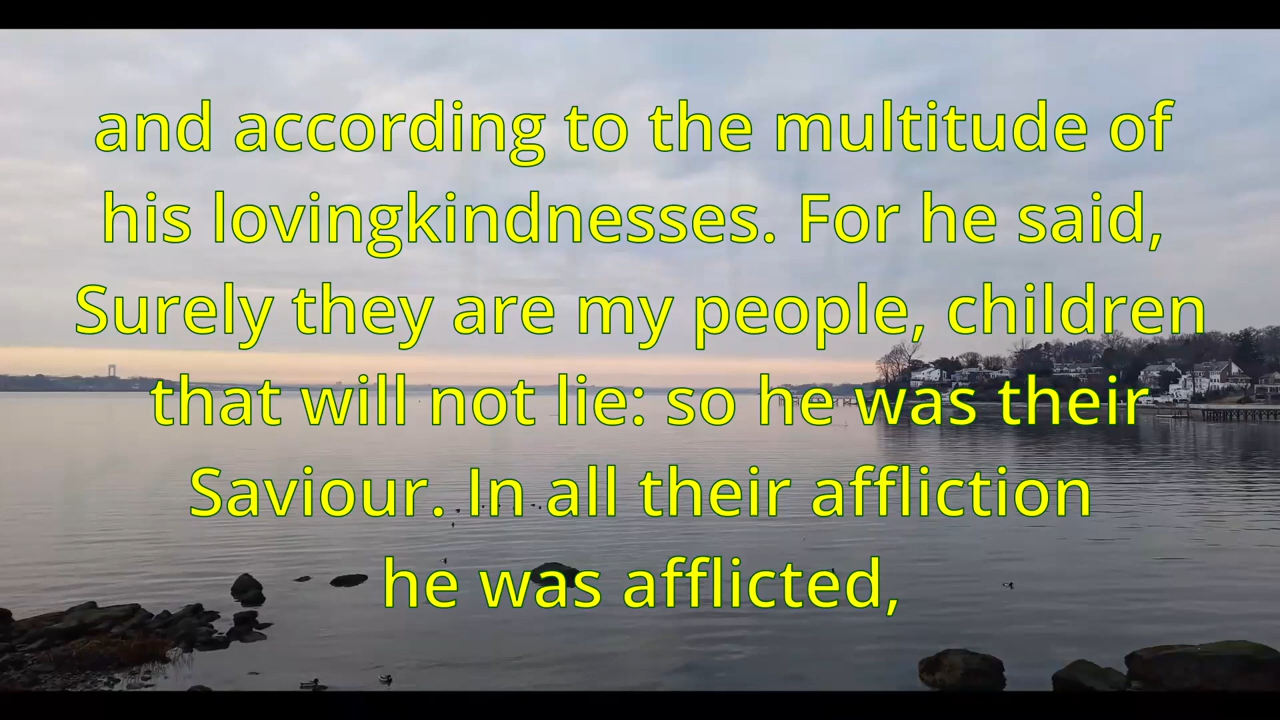 and according to the multitude of
his lovingkindnesses. For he said,
Surely they are my people, children
that will not lie: so he was their
Saviour. In all their affliction
he was afflicted,